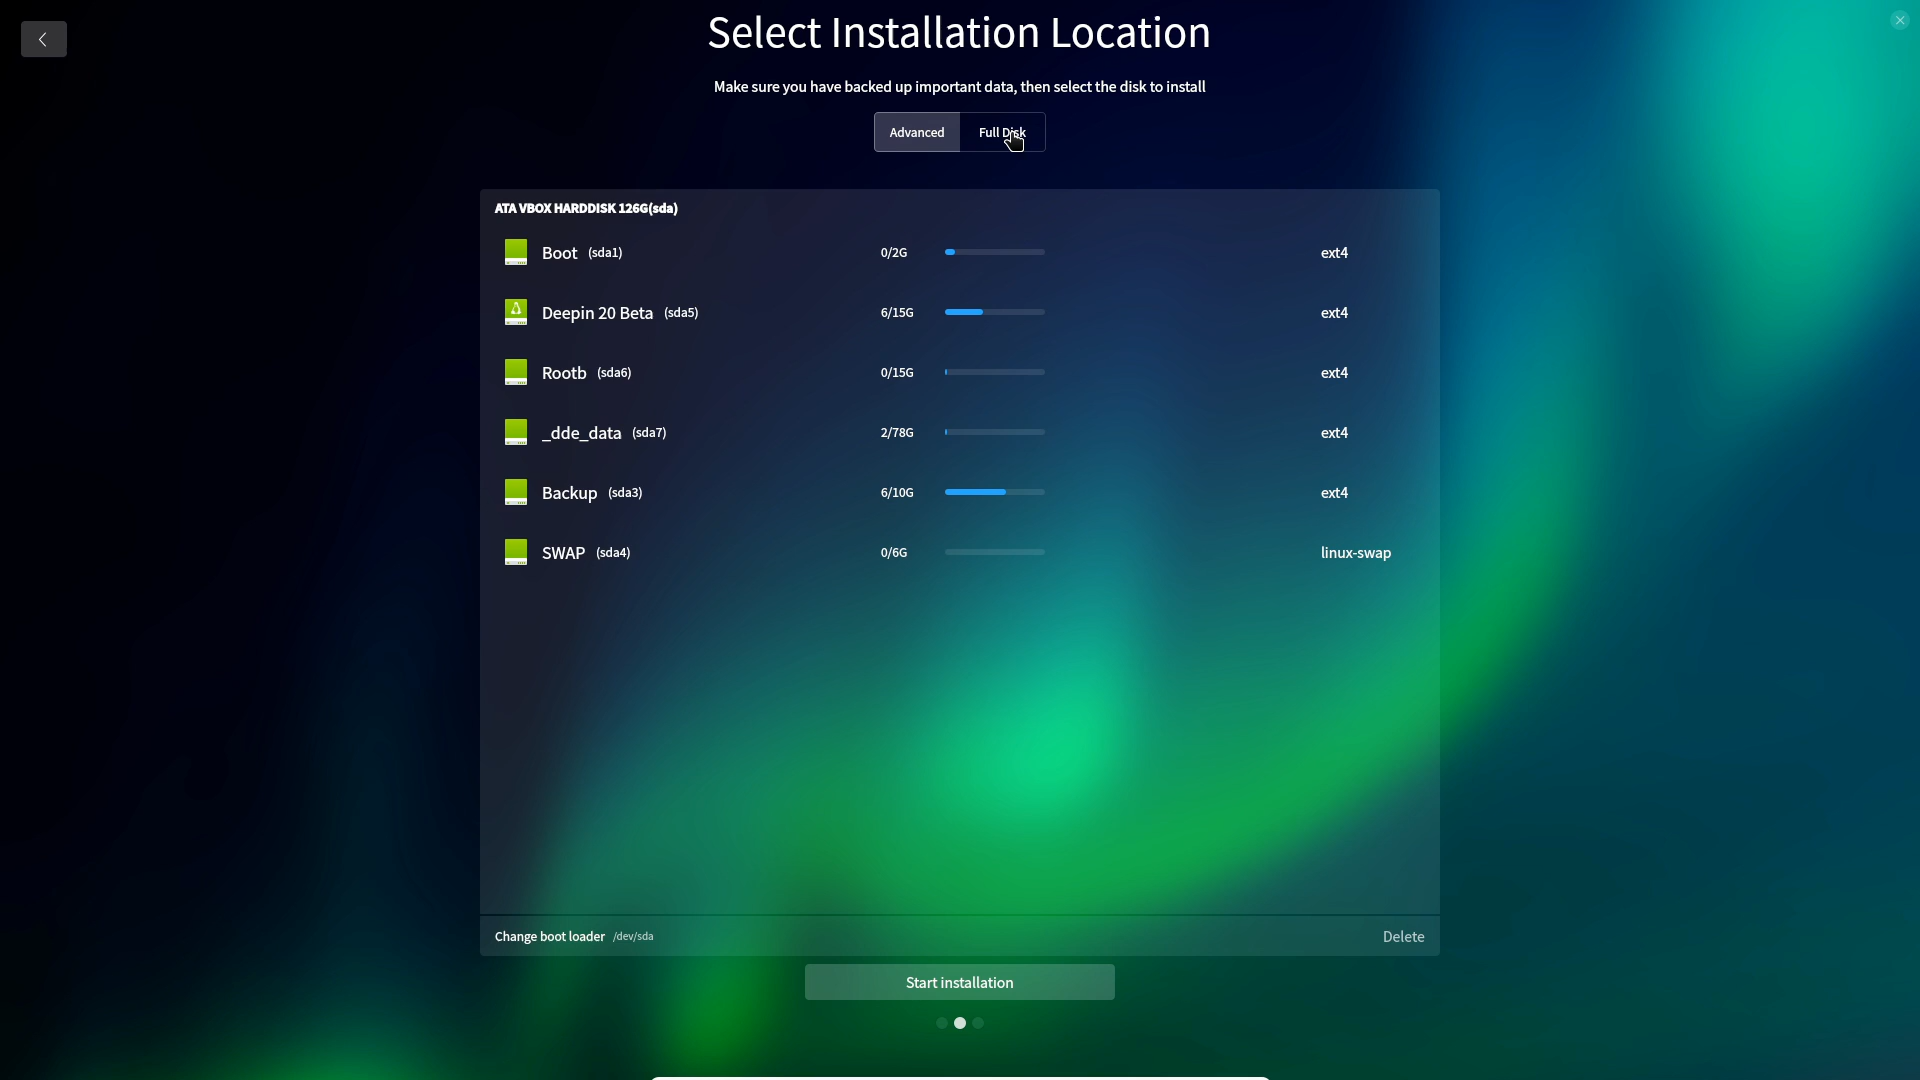 Select Installation Location
Make sure you have backed up important data, then select the disk to install
Advanced Full Disk
ATA VBOX HARDDISK 126G(sda)
Boot (sda1) 0/2G ext4
Deepin 20 Beta (sda5) 6/15G ext4
Rootb (sda6) 0/15G ext4
_dde_data (sda7) 2/78G ext4
Backup (sda3) 6/10G ext4
SWAP (sda4) 0/6G linux-swap
Change boot loader /dev/sda Delete
Start installation